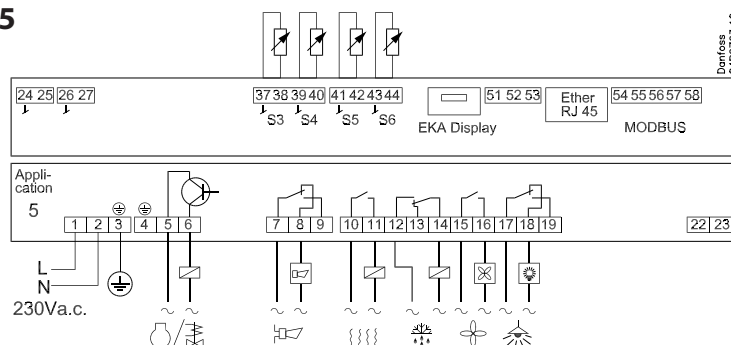 5
Danfoss
24 25 26 27
37 38 39 40
41 42 43 44
51 52 53
Ether
RJ 45
54 55 56 57 58
S3 S4 S5 S6
EKA Display
MODBUS
Appli-
cation
5
1 2 3 4 5 6
7 8 9
10 11 12 13 14 15 16 17 18 19
22 23
L
N
230Va.c.